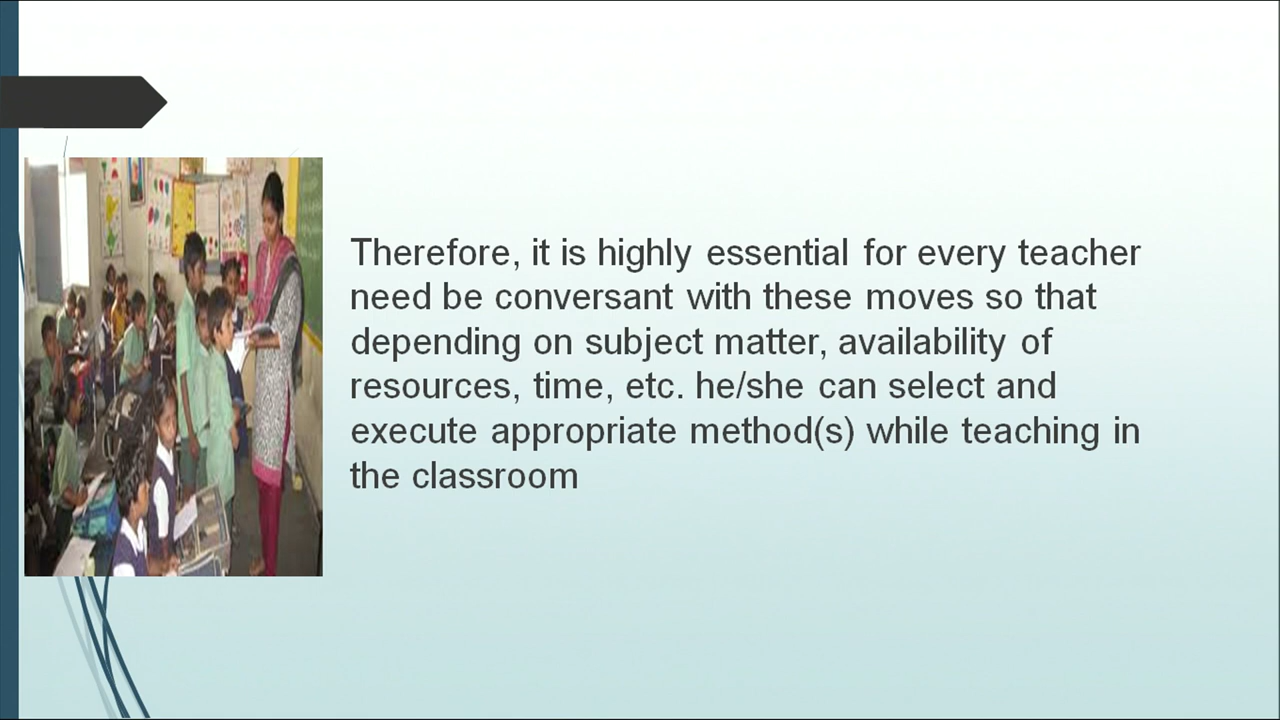 Therefore, it is highly essential for every teacher
need be conversant with these moves so that
depending on subject matter, availability of
resources, time, etc. he/she can select and
execute appropriate method(s) while teaching in
the classroom